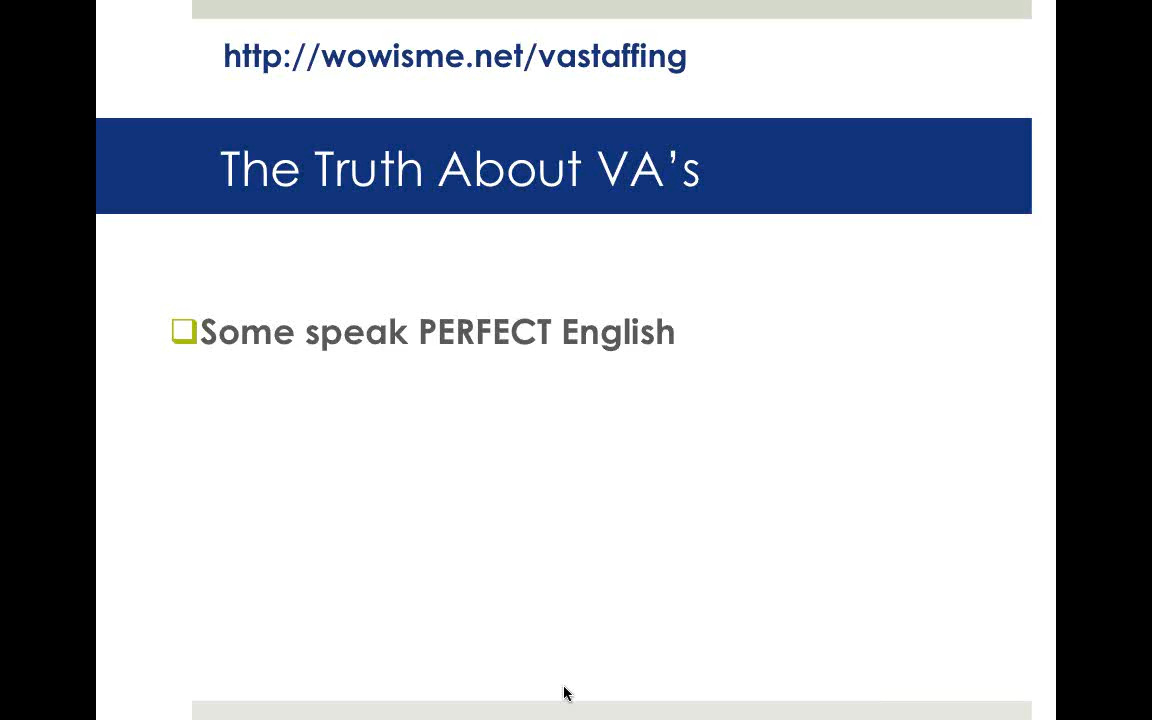 http://wowisme.net/vastaffing
The Truth About VA’s
Some speak PERFECT English